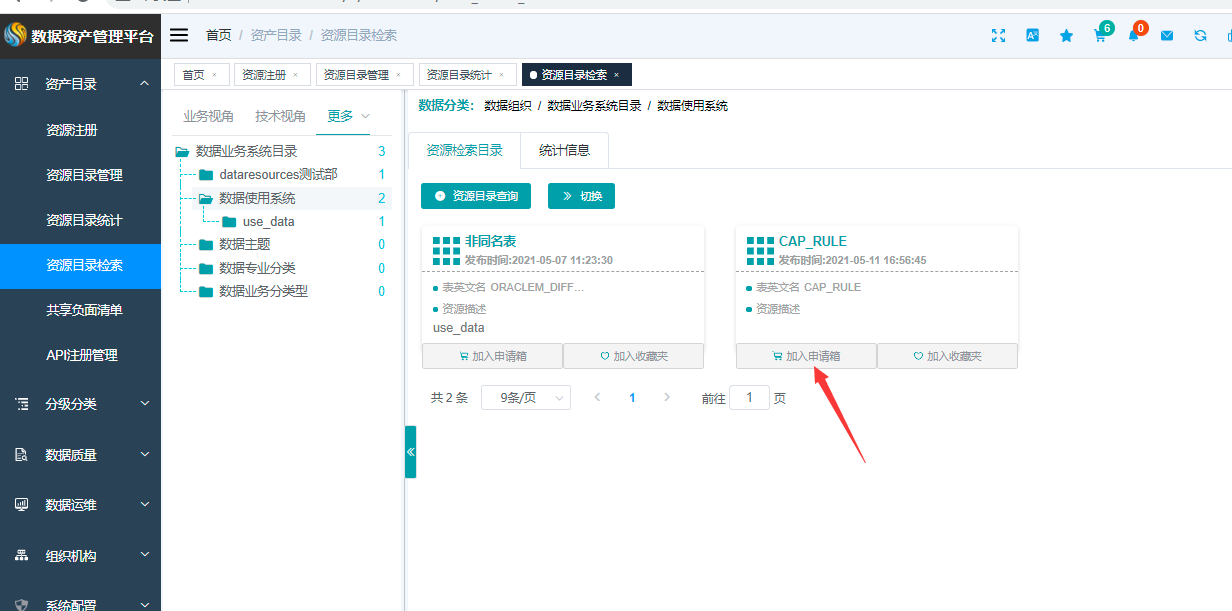 数据资产管理平台
首页 / 资产目录 / 资源目录检索
6
0
首页 × 资源注册 × 资源目录管理 × 资源目录统计 × 资源目录检索 ×
资产目录
资源注册
资源目录管理
资源目录统计
资源目录检索
共享负面清单
API注册管理
分级分类
数据质量
数据运维
组织机构
系统配置
业务视角 技术视角 更多
数据业务系统目录 3
dataresources测试部 1
数据使用系统 2
use_data 1
数据主题 0
数据专业分类 0
数据业务分类型 0
数据分类: 数据组织 / 数据业务系统目录 / 数据使用系统
资源检索目录 统计信息
资源目录查询 切换
非同名表
发布时间:2021-05-07 11:23:30
表英文名 ORACLEM_DIFF...
资源描述
use_data
加入申请箱 加入收藏夹
CAP_RULE
发布时间:2021-05-11 16:56:45
表英文名 CAP_RULE
资源描述
加入申请箱 加入收藏夹
共 2 条 9条/页 1 前往 1 页